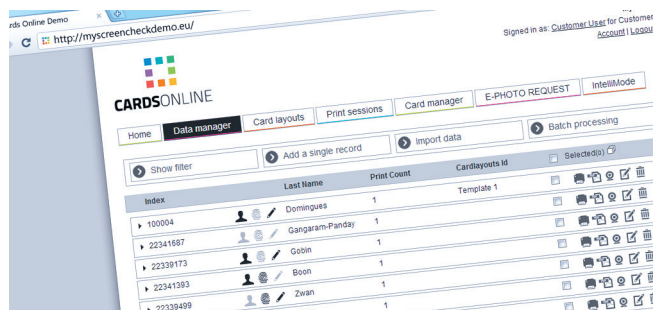 rds Online Demo
http://myscreencheckdemo.eu/
Signed in as: Customer User for Customer
Account | Logout
CARDSONLINE
Home Data manager Card layouts Print sessions Card manager E-PHOTO REQUEST IntelliMode
Show filter Add a single record Import data Batch processing
Index Last Name Print Count Cardlayouts Id Selected(0)
100004 Domingues 1 Template 1
22341687 Gangaram-Panday 1
22339173 Gobin 1
22341393 Boon 1
22339499 Zwan 1